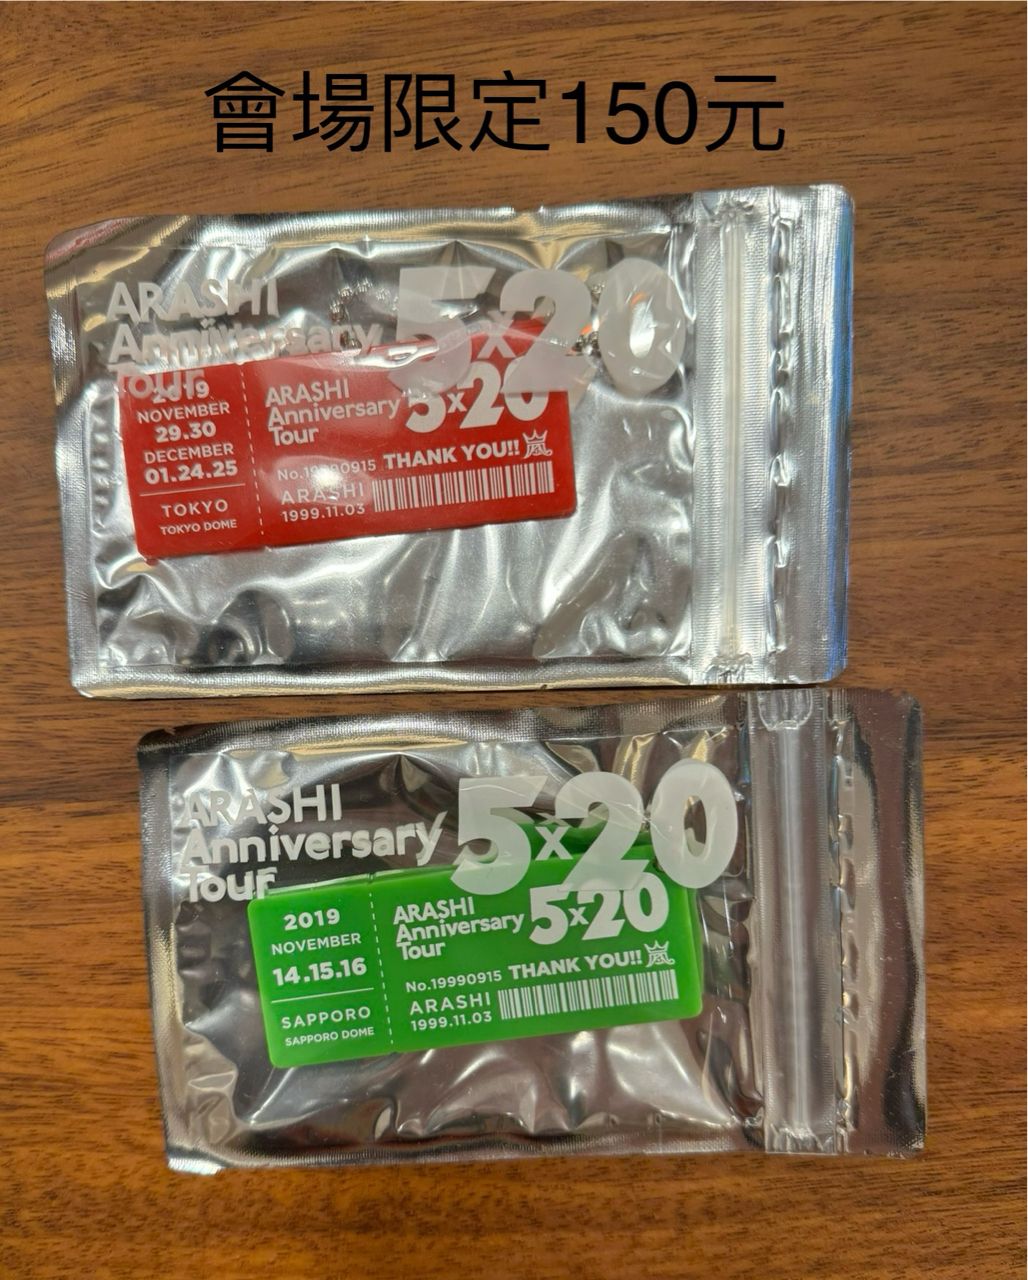 會場限定150元
ARASHI
Anniversary
Tour
5x20
2019
NOVEMBER
29.30
DECEMBER
01.24.25
TOKYO
TOKYO DOME
ARASHI
Anniversary
Tour
5x20
No.19990915 THANK YOU!! 嵐
ARASHI
1999.11.03
ARASHI
Anniversary
Tour
5x20
2019
NOVEMBER
14.15.16
SAPPORO
SAPPORO DOME
ARASHI
Anniversary
Tour
5x20
No.19990915 THANK YOU!! 嵐
ARASHI
1999.11.03